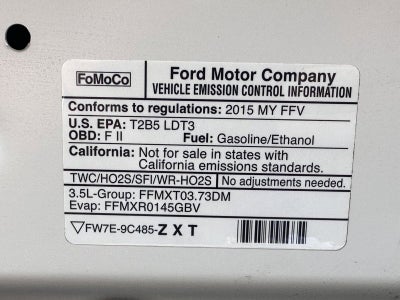 FoMoCo
Ford Motor Company
VEHICLE EMISSION CONTROL INFORMATION
Conforms to regulations: 2015 MY FFV
U.S. EPA: T2B5 LDT3
OBD: F II Fuel: Gasoline/Ethanol
California: Not for sale in states with
California emissions standards.
TWC/HO2S/SFI/WR-HO2S No adjustments needed.
3.5L-Group: FFMXT03.73DM
Evap: FFMXR0145GBV
FW7E-9C485-Z X T